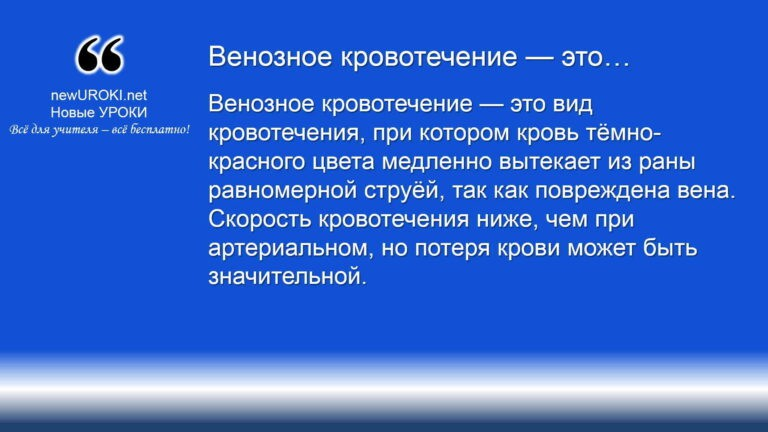 ❝
newUROKI.net
Новые УРОКИ
Всё для учителя – всё бесплатно!
Венозное кровотечение — это…
Венозное кровотечение — это вид
кровотечения, при котором кровь тёмно-
красного цвета медленно вытекает из раны
равномерной струёй, так как повреждена вена.
Скорость кровотечения ниже, чем при
артериальном, но потеря крови может быть
значительной.